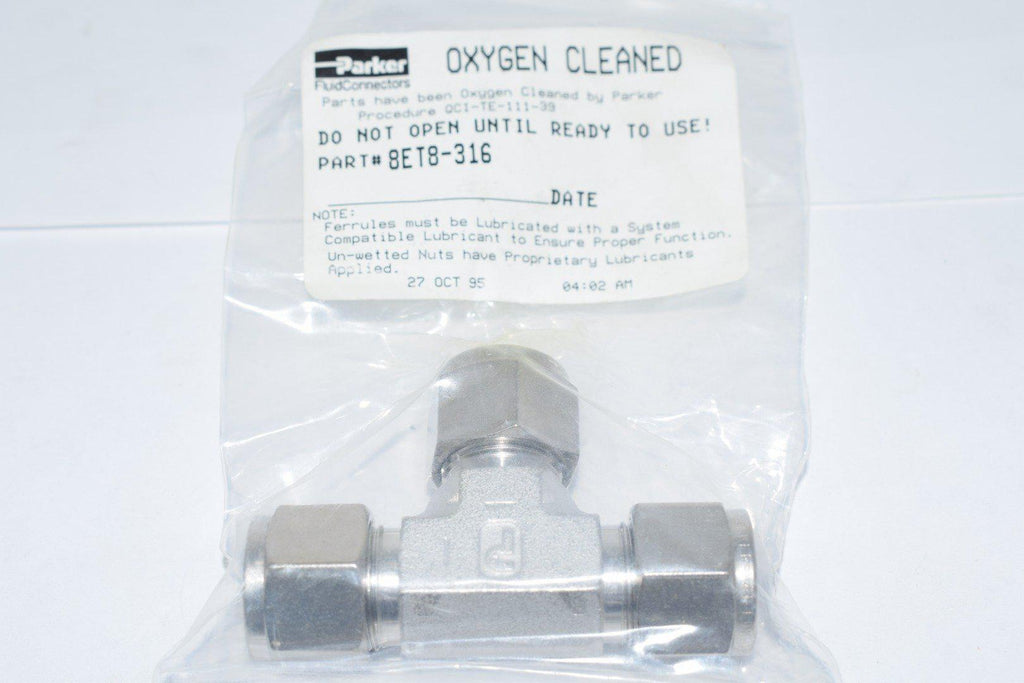 Parker
FluidConnectors
OXYGEN CLEANED
Parts have been Oxygen Cleaned by Parker
Procedure QCI-TE-111-39
DO NOT OPEN UNTIL READY TO USE!
PART# 8ET8-316
DATE
NOTE:
Ferrules must be Lubricated with a System
Compatible Lubricant to Ensure Proper Function.
Un-wetted Nuts have Proprietary Lubricants
Applied.
27 OCT 95 04:02 AM